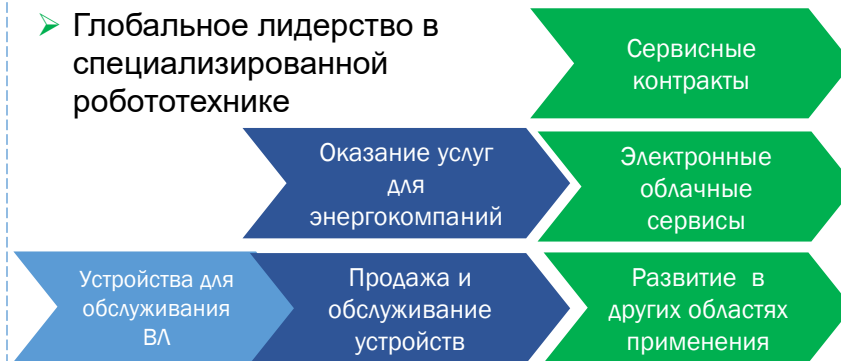 Глобальное лидерство в
специализированной
робототехнике
Сервисные
контракты
Оказание услуг
для
энергокомпаний
Электронные
облачные
сервисы
Устройства для
обслуживания
ВЛ
Продажа и
обслуживание
устройств
Развитие в
других областях
применения